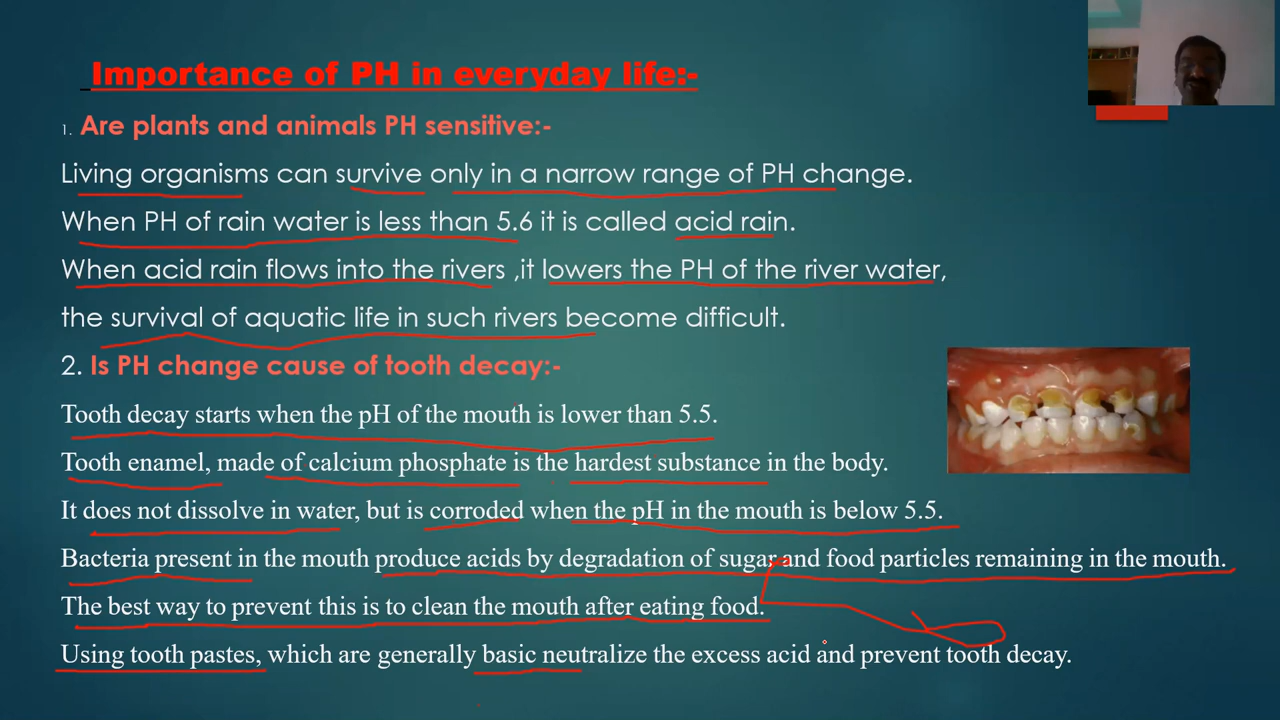 Importance of PH in everyday life:-
1. Are plants and animals PH sensitive:-
Living organisms can survive only in a narrow range of PH change.
When PH of rain water is less than 5.6 it is called acid rain.
When acid rain flows into the rivers ,it lowers the PH of the river water,
the survival of aquatic life in such rivers become difficult.
2. Is PH change cause of tooth decay:-
Tooth decay starts when the pH of the mouth is lower than 5.5.
Tooth enamel, made of calcium phosphate is the hardest substance in the body.
It does not dissolve in water, but is corroded when the pH in the mouth is below 5.5.
Bacteria present in the mouth produce acids by degradation of sugar and food particles remaining in the mouth.
The best way to prevent this is to clean the mouth after eating food.
Using tooth pastes, which are generally basic neutralize the excess acid and prevent tooth decay.